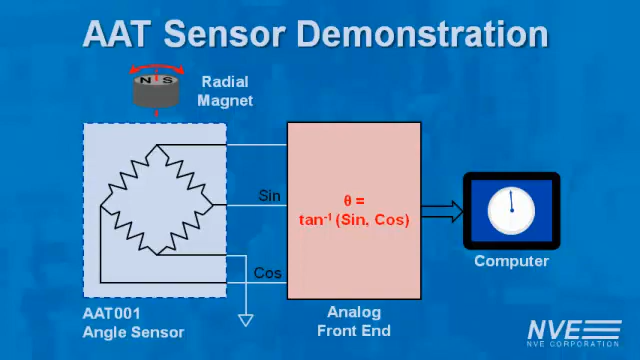 AAT Sensor Demonstration
N S
Radial
Magnet
Sin
Cos
θ =
tan⁻¹ (Sin, Cos)
Computer
AAT001
Angle Sensor
Analog
Front End
NVE
NVE CORPORATION